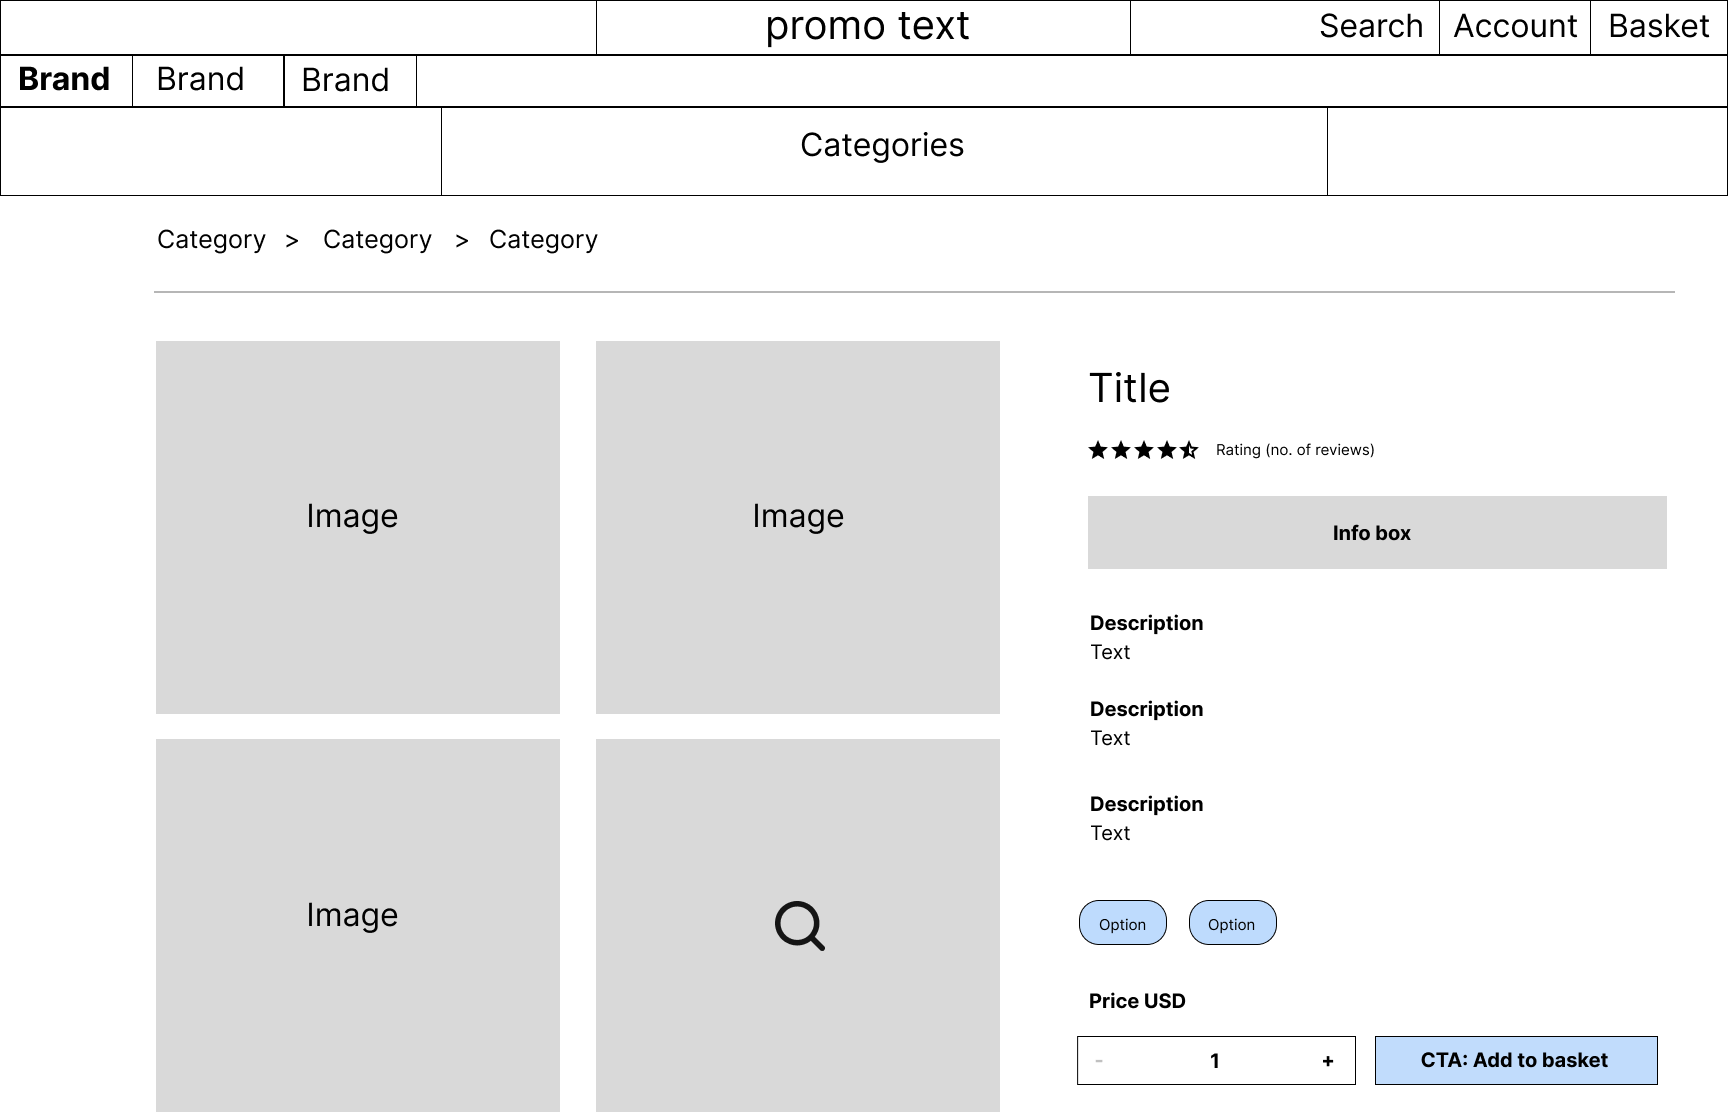 promo text
Search Account Basket
Brand Brand Brand
Categories
Category > Category > Category
Image
Image
Image
Title
Rating (no. of reviews)
Info box
Description
Text
Description
Text
Description
Text
Option Option
Price USD
- 1 +
CTA: Add to basket